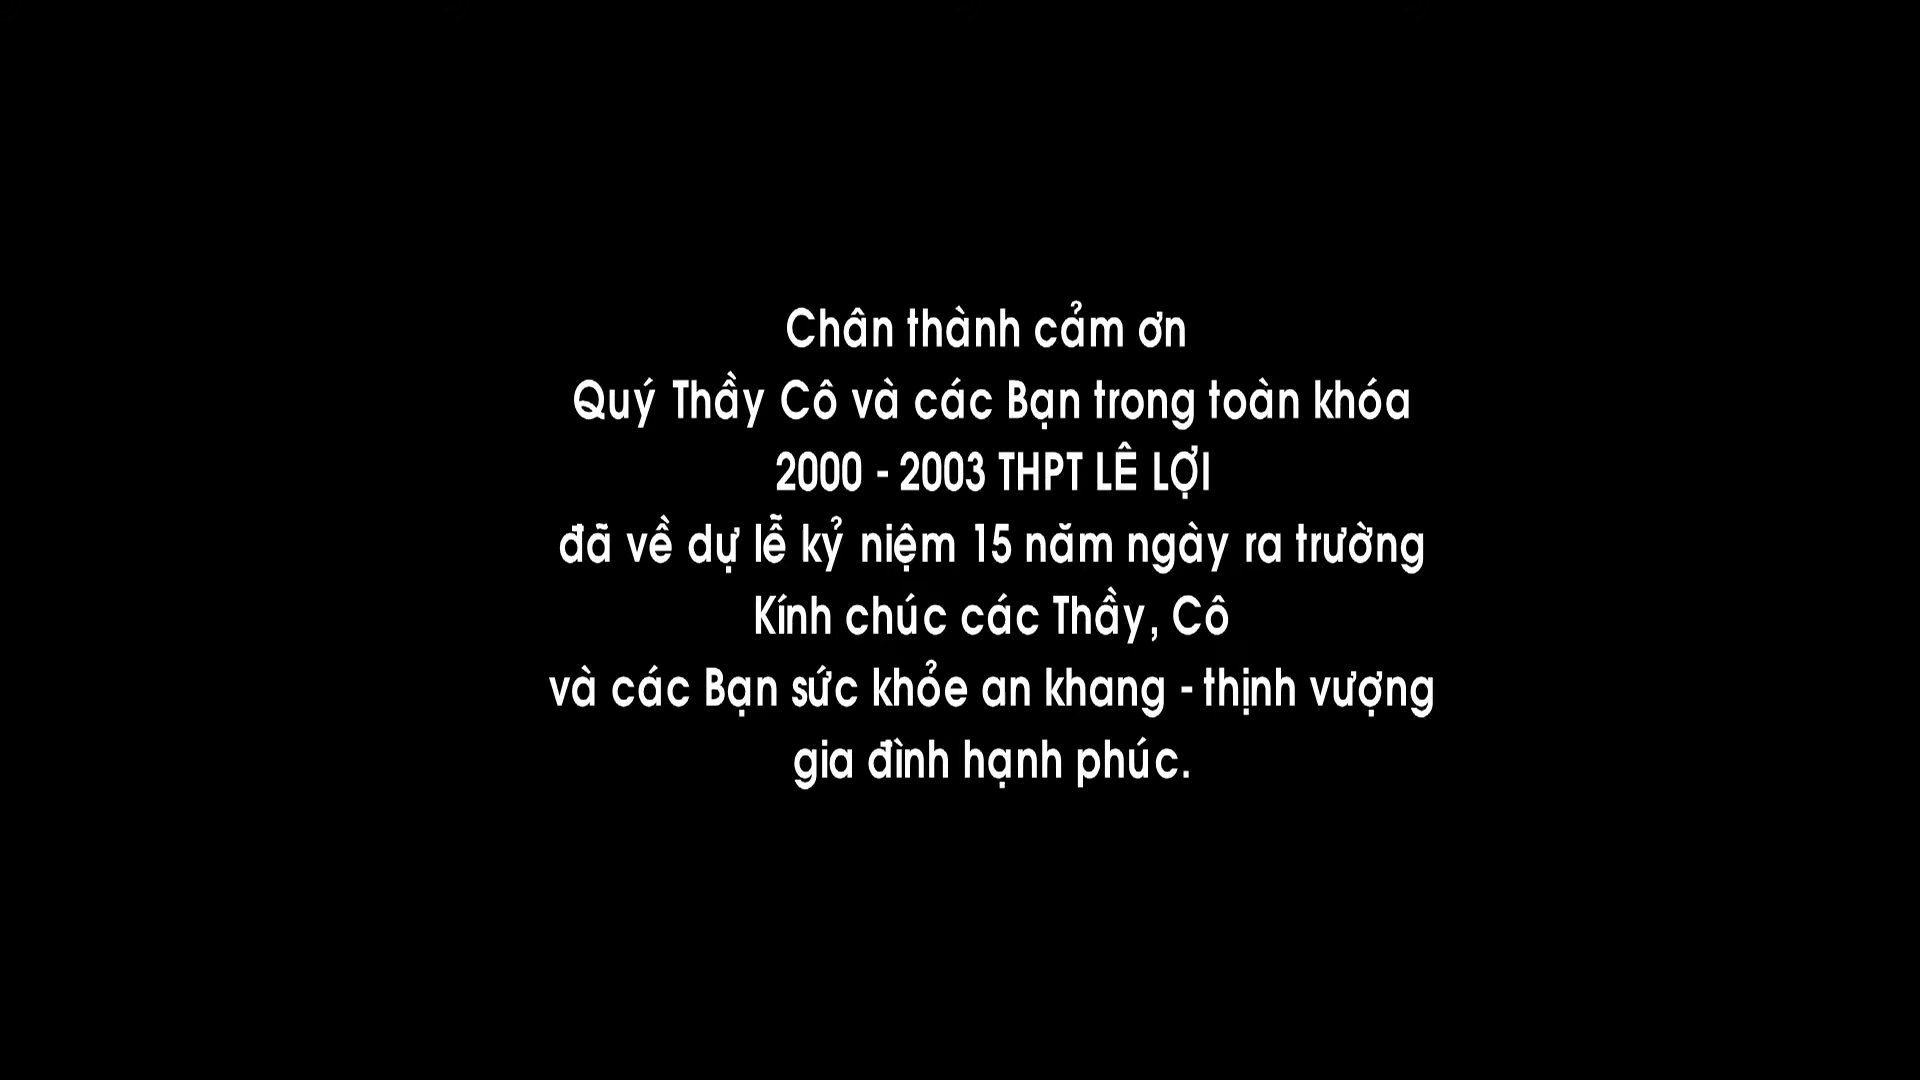 Chân thành cảm ơn
Quý Thầy Cô và các Bạn trong toàn khóa
2000 - 2003 THPT LÊ LỢI
đã về dự lễ kỷ niệm 15 năm ngày ra trường
Kính chúc các Thầy, Cô
và các Bạn sức khỏe an khang - thịnh vượng
gia đình hạnh phúc.